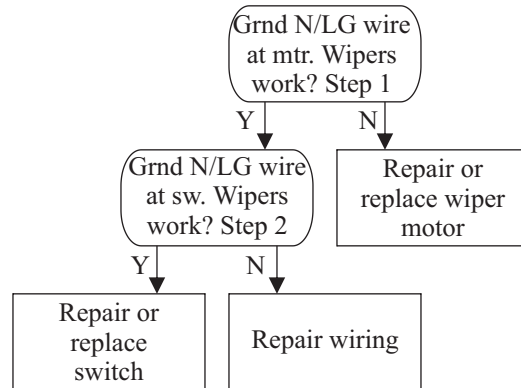 Grnd N/LG wire
at mtr. Wipers
work? Step 1
Y
N
Grnd N/LG wire
at sw. Wipers
work? Step 2
Repair or
replace wiper
motor
Y
N
Repair or
replace
switch
Repair wiring